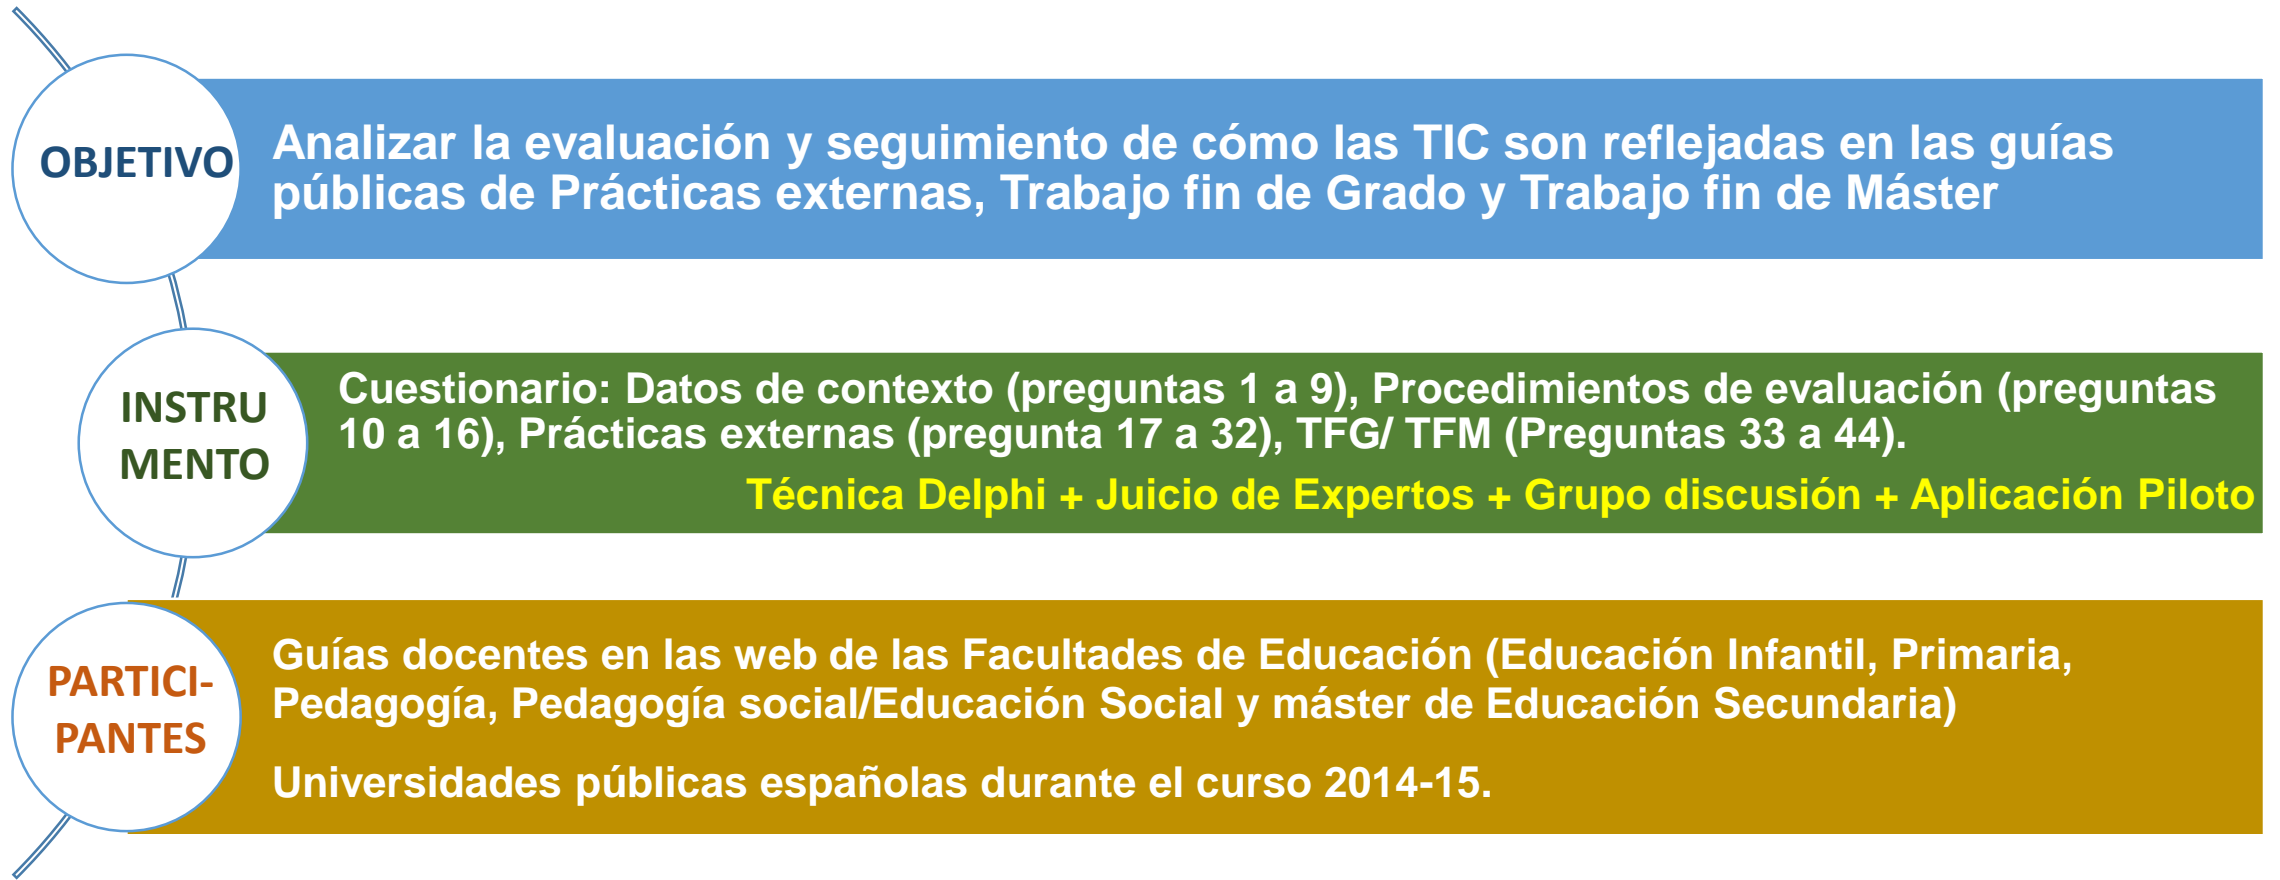 OBJETIVO
Analizar la evaluación y seguimiento de cómo las TIC son reflejadas en las guías
públicas de Prácticas externas, Trabajo fin de Grado y Trabajo fin de Máster
INSTRU
MENTO
Cuestionario: Datos de contexto (preguntas 1 a 9), Procedimientos de evaluación (preguntas
10 a 16), Prácticas externas (pregunta 17 a 32), TFG/ TFM (Preguntas 33 a 44).
Técnica Delphi + Juicio de Expertos + Grupo discusión + Aplicación Piloto
PARTICI-
PANTES
Guías docentes en las web de las Facultades de Educación (Educación Infantil, Primaria,
Pedagogía, Pedagogía social/Educación Social y máster de Educación Secundaria)
Universidades públicas españolas durante el curso 2014-15.